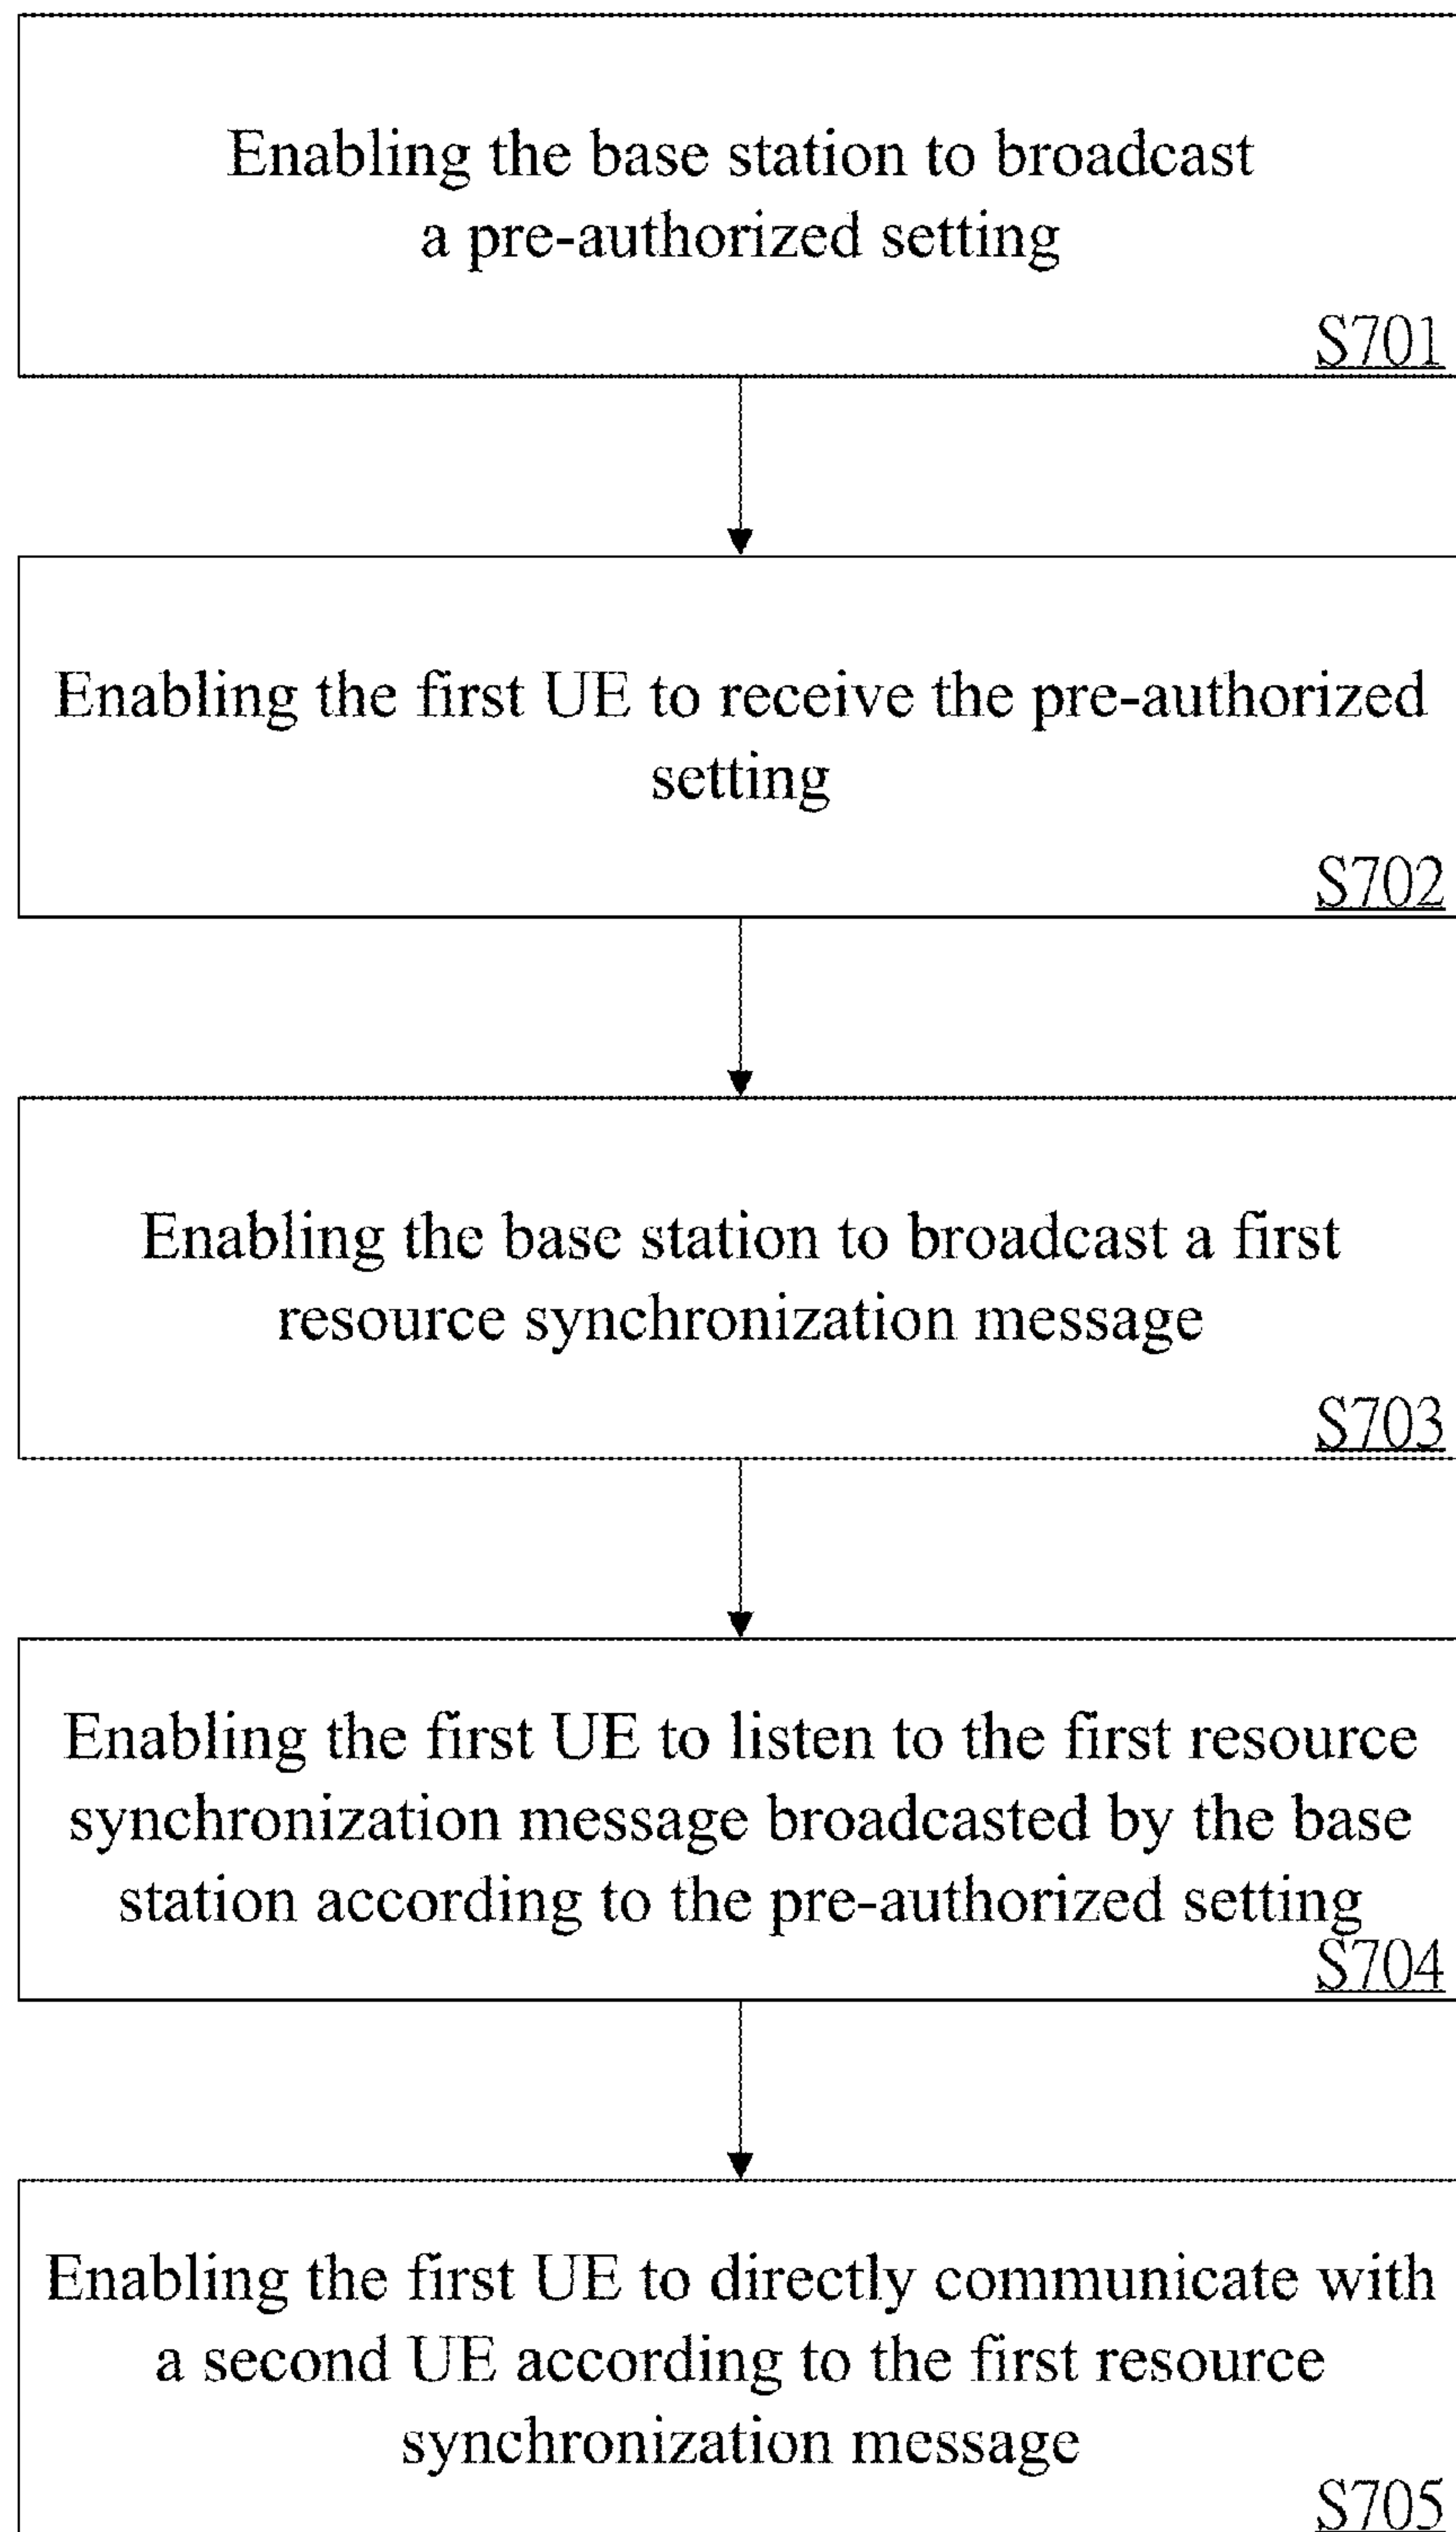 Enabling the base station to broadcast
a pre-authorized setting
S701
Enabling the first UE to receive the pre-authorized
setting
S702
Enabling the base station to broadcast a first
resource synchronization message
S703
Enabling the first UE to listen to the first resource
synchronization message broadcasted by the base
station according to the pre-authorized setting
S704
Enabling the first UE to directly communicate with
a second UE according to the first resource
synchronization message
S705